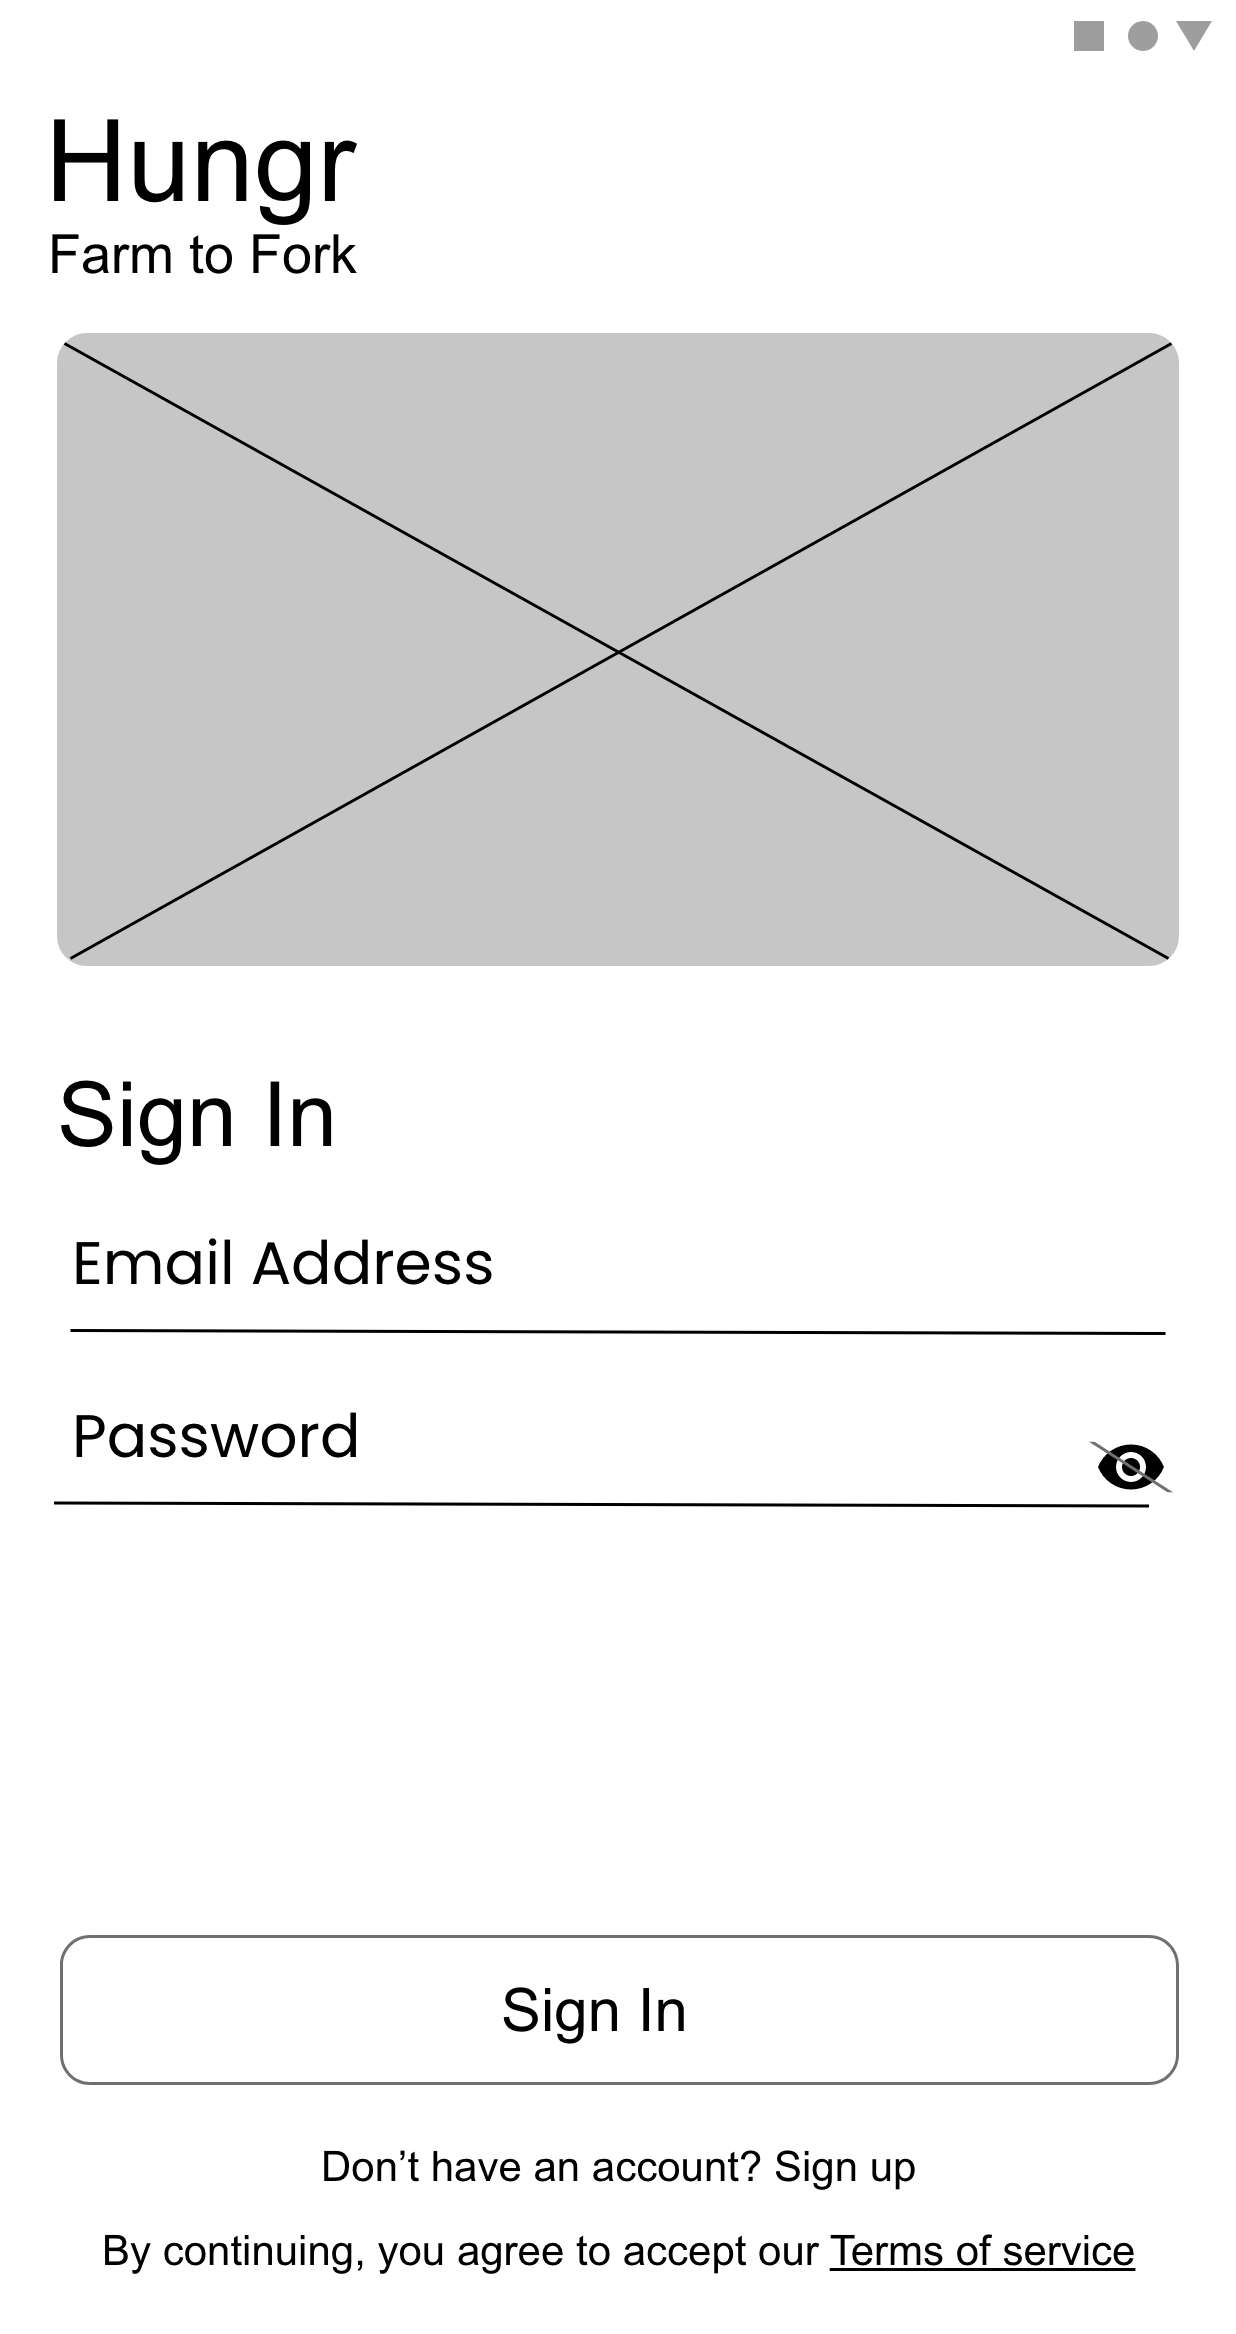 Hungr
Farm to Fork
Sign In
Email Address
Password
Sign In
Don’t have an account? Sign up
By continuing, you agree to accept our Terms of service